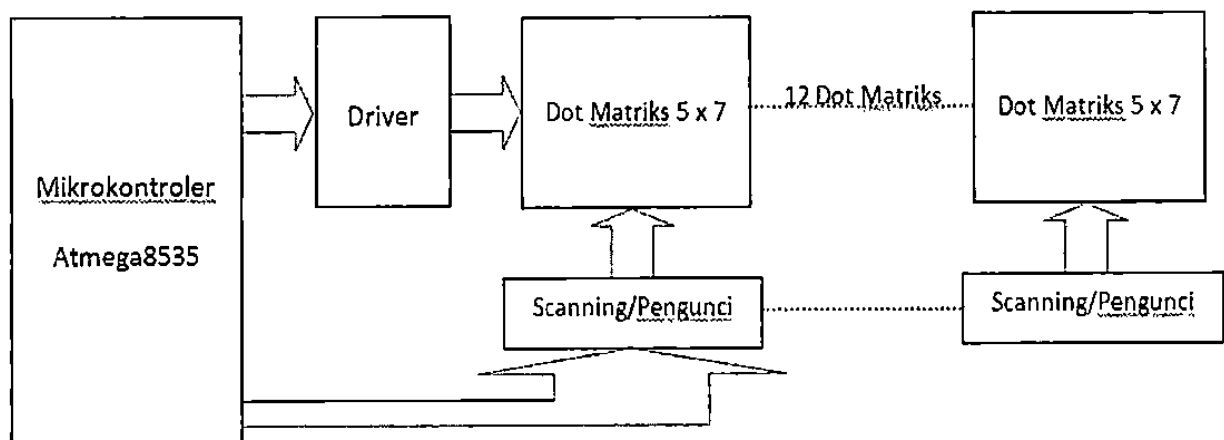 Mikrokontroler
Atmega8535
Driver
Dot Matriks 5 x 7
12 Dot Matriks
Dot Matriks 5 x 7
Scanning/Pengunci
Scanning/Pengunci